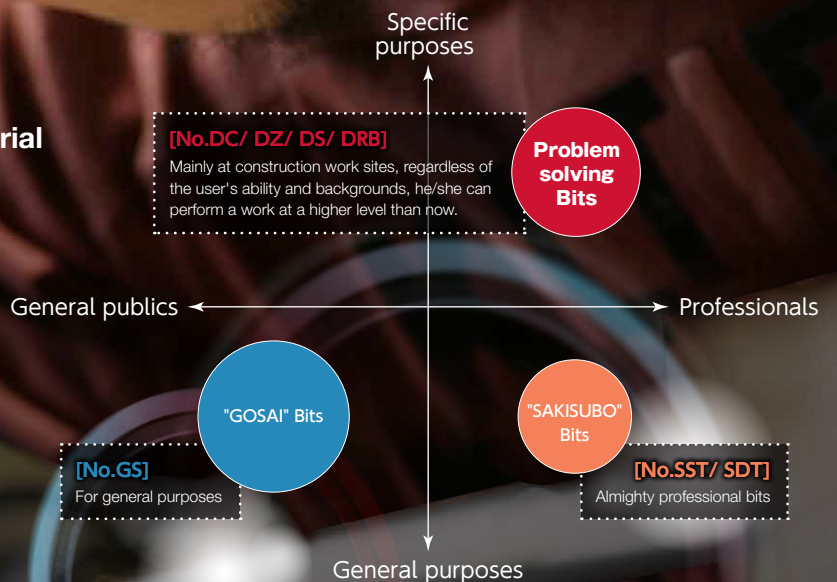 Specific
purposes
rial
[No.DC/ DZ/ DS/ DRB]
Mainly at construction work sites, regardless of
the user's ability and backgrounds, he/she can
perform a work at a higher level than now.
Problem
solving
Bits
General publics
Professionals
"GOSAI" Bits
"SAKISUBO"
Bits
[No.GS]
For general purposes
[No.SST/ SDT]
Almighty professional bits
General purposes